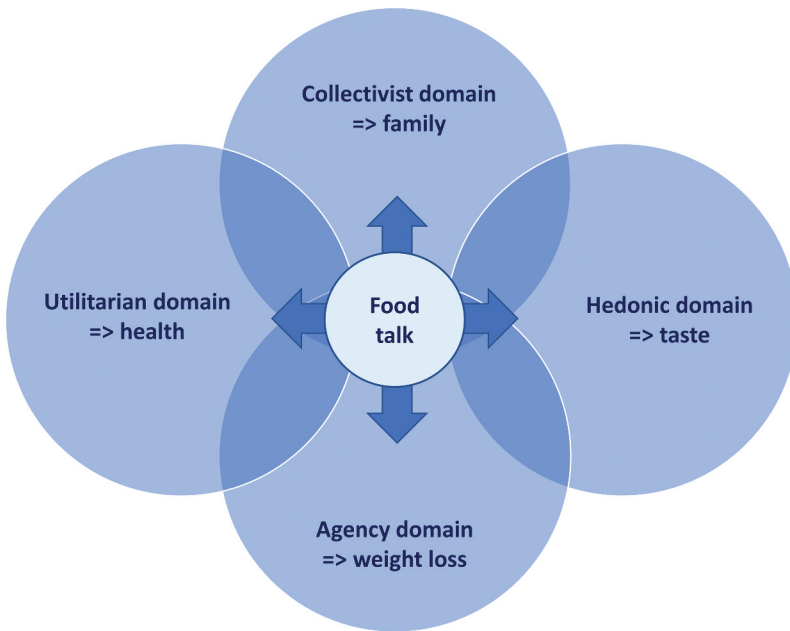 Collectivist domain
=> family
Utilitarian domain
=> health
Food
talk
Hedonic domain
=> taste
Agency domain
=> weight loss